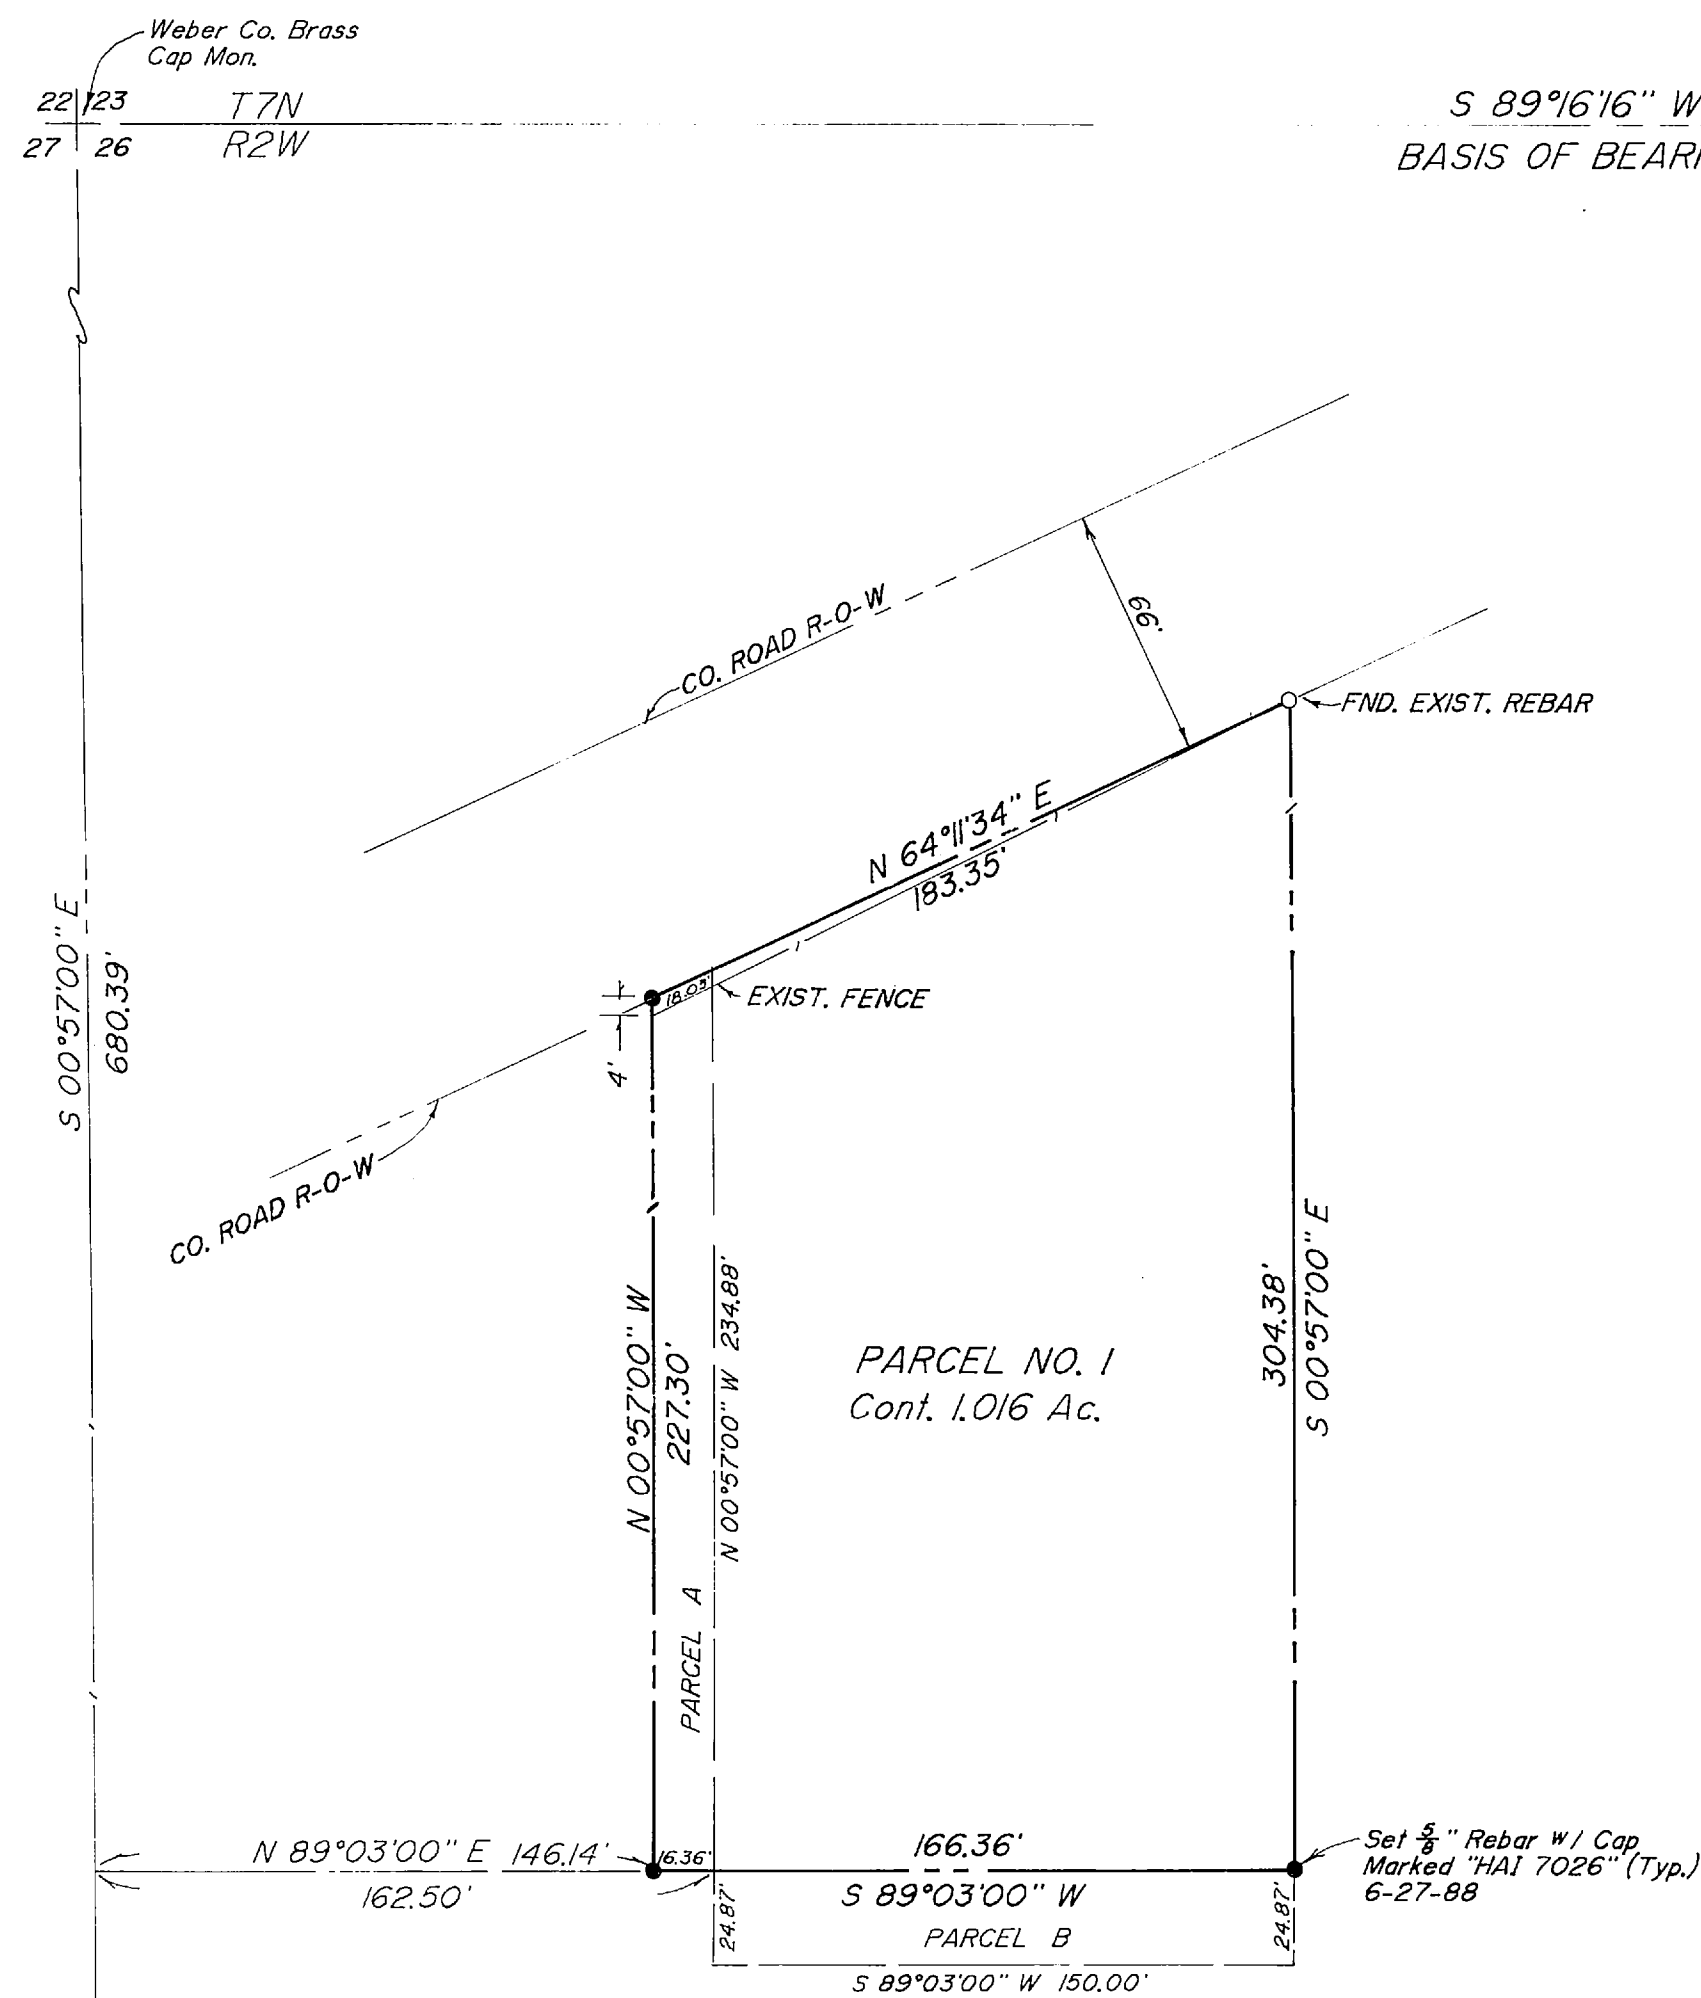 Weber Co. Brass
Cap Mon.
22 23
27 26
T7N
R2W
S 89°16'16" W
BASIS OF BEARI
CO. ROAD R-O-W
66'
FND. EXIST. REBAR
N 64°11'34" E
183.35'
18.03'
EXIST. FENCE
4'
S 00°57'00" E
680.39'
CO. ROAD R-O-W
N 00°57'00" W
227.30'
N 00°57'00" W 234.88'
PARCEL A
PARCEL NO. 1
Cont. 1.016 Ac.
304.38'
S 00°57'00" E
N 89°03'00" E 146.14'
162.50'
16.36'
166.36'
S 89°03'00" W
24.87'
PARCEL B
24.87'
S 89°03'00" W 150.00'
Set 5/8" Rebar W/ Cap
Marked "HAI 7026" (Typ.)
6-27-88